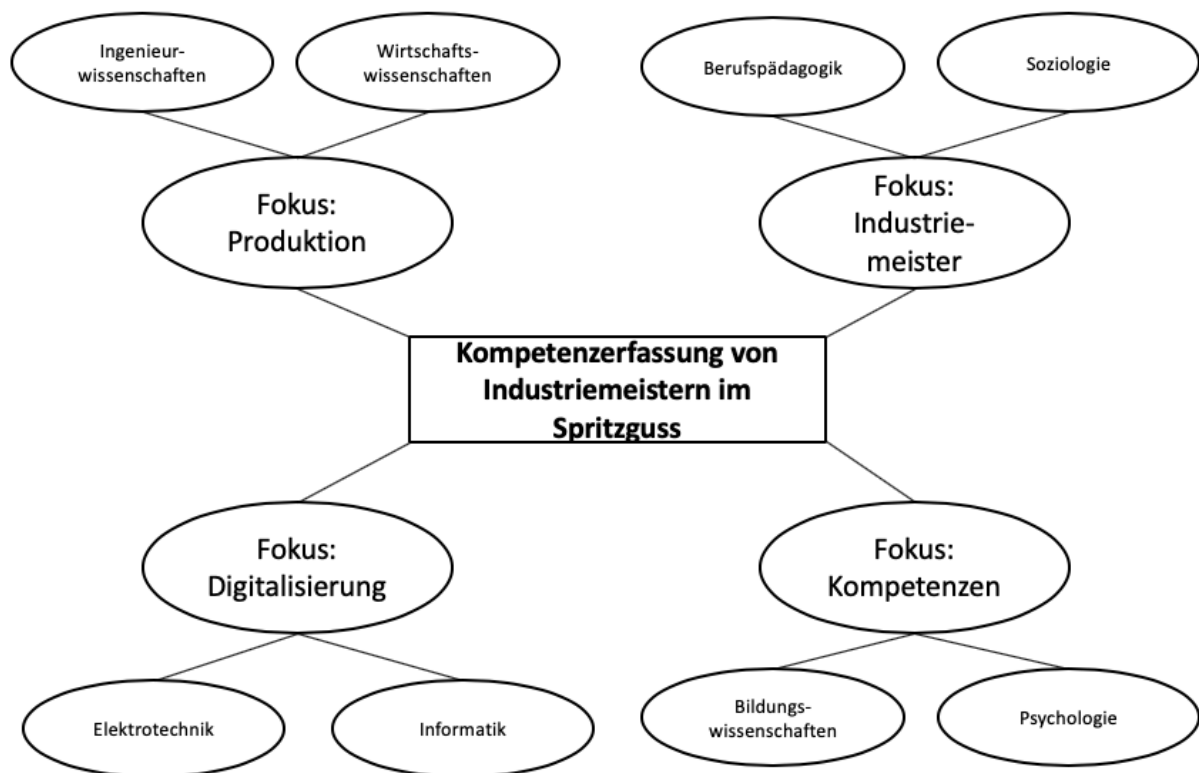 Ingenieur-
wissenschaften
Wirtschafts-
wissenschaften
Berufspädagogik
Soziologie
Fokus:
Produktion
Fokus:
Industrie-
meister
Kompetenzerfassung von
Industriemeistern im
Spritzguss
Fokus:
Digitalisierung
Fokus:
Kompetenzen
Elektrotechnik
Informatik
Bildungs-
wissenschaften
Psychologie